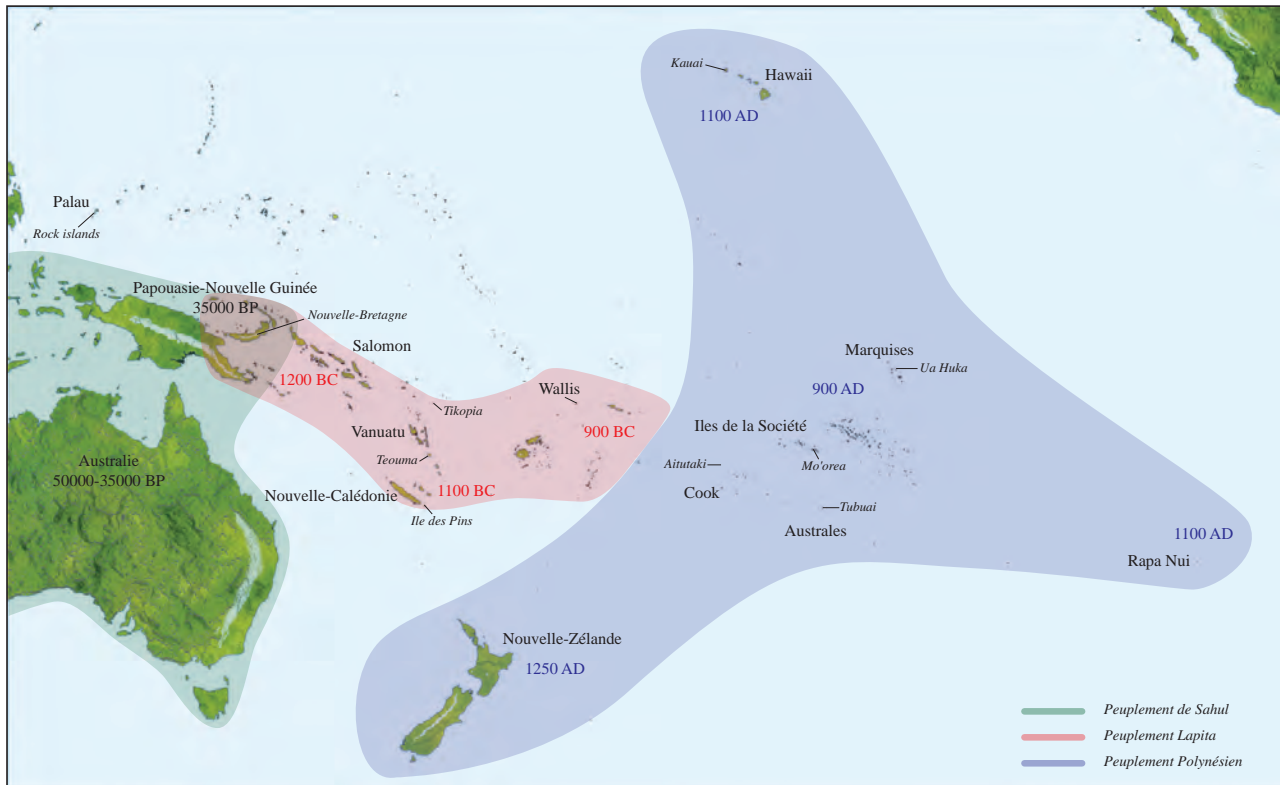 Kauai
Hawaii
1100 AD
Palau
Rock islands
Papouasie-Nouvelle Guinée
35000 BP
Nouvelle-Bretagne
Salomon
Marquises
Ua Huka
1200 BC
900 AD
Wallis
Tikopia
Iles de la Société
Vanuatu
900 BC
Teouma
Mo'orea
Australie
50000-35000 BP
Aitutaki
Nouvelle-Calédonie
1100 BC
Cook
Ile des Pins
Tubuai
Australes
1100 AD
Rapa Nui
Nouvelle-Zélande
1250 AD
Peuplement de Sahul
Peuplement Lapita
Peuplement Polynésien